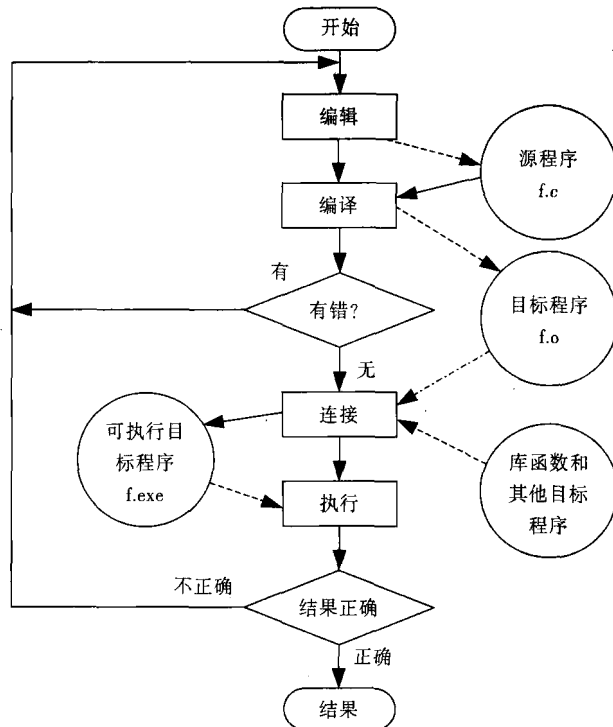 开始
编辑
源程序
f.c
编译
有
有错?
目标程序
f.o
无
连接
可执行目
标程序
f.exe
库函数和
其他目标
程序
执行
不正确
结果正确
正确
结果